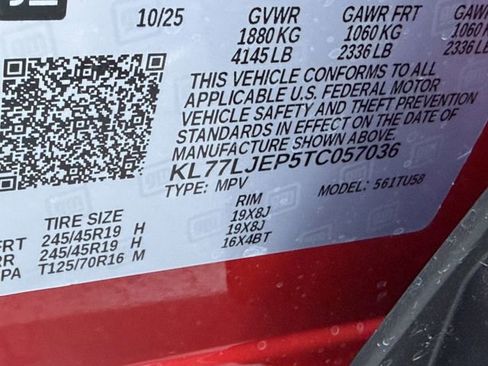 10/25 GVWR GAWR FRT GAWR
1880 KG 1060 KG 1060
4145 LB 2336 LB 2336 LB
THIS VEHICLE CONFORMS TO ALL
APPLICABLE U.S. FEDERAL MOTOR
VEHICLE SAFETY AND THEFT PREVENTION
STANDARDS IN EFFECT ON THE DATE OF
MANUFACTURE SHOWN ABOVE.
KL77LJEP5TC057036
TYPE: MPV MODEL: 561TU58
TIRE SIZE RIM
FRT 245/45R19 H 19X8J
RR 245/45R19 H 19X8J
PA T125/70R16 M 16X4BT